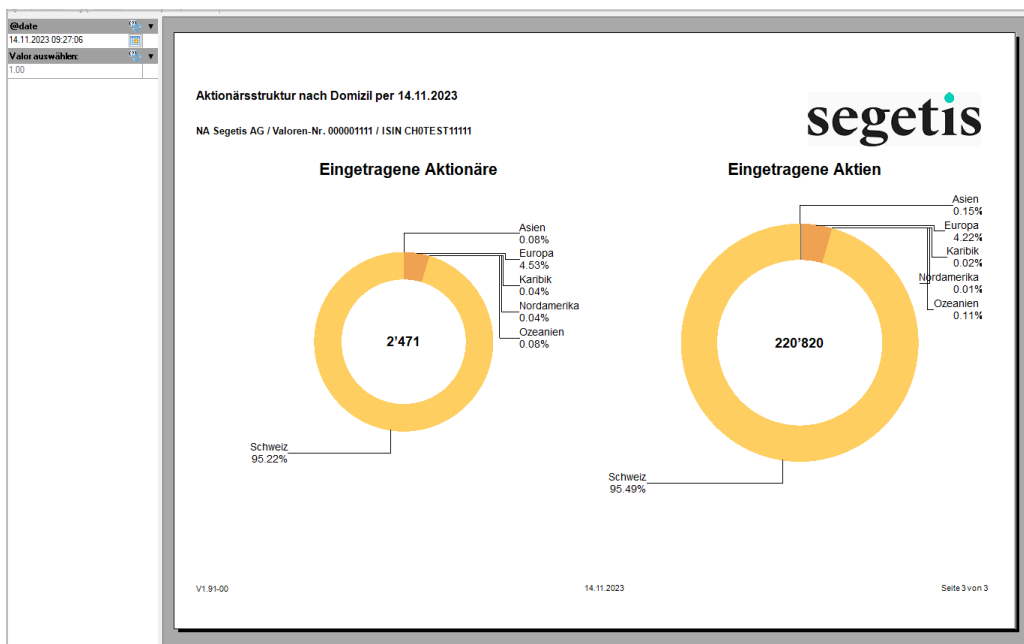 @date
14.11.2023 09:27:06
Valor auswählen:
1.00
Aktionärsstruktur nach Domizil per 14.11.2023
segetis
NA Segetis AG / Valoren-Nr. 000001111 / ISIN CH0TEST11111
Eingetragene Aktionäre
Asien
0.08%
Europa
4.53%
Karibik
0.04%
Nordamerika
0.04%
Ozeanien
0.08%
2'471
Schweiz
95.22%
Eingetragene Aktien
Asien
0.15%
Europa
4.22%
Karibik
0.02%
Nordamerika
0.01%
Ozeanien
0.11%
220'820
Schweiz
95.49%
V1.91-00
14.11.2023
Seite 3 von 3